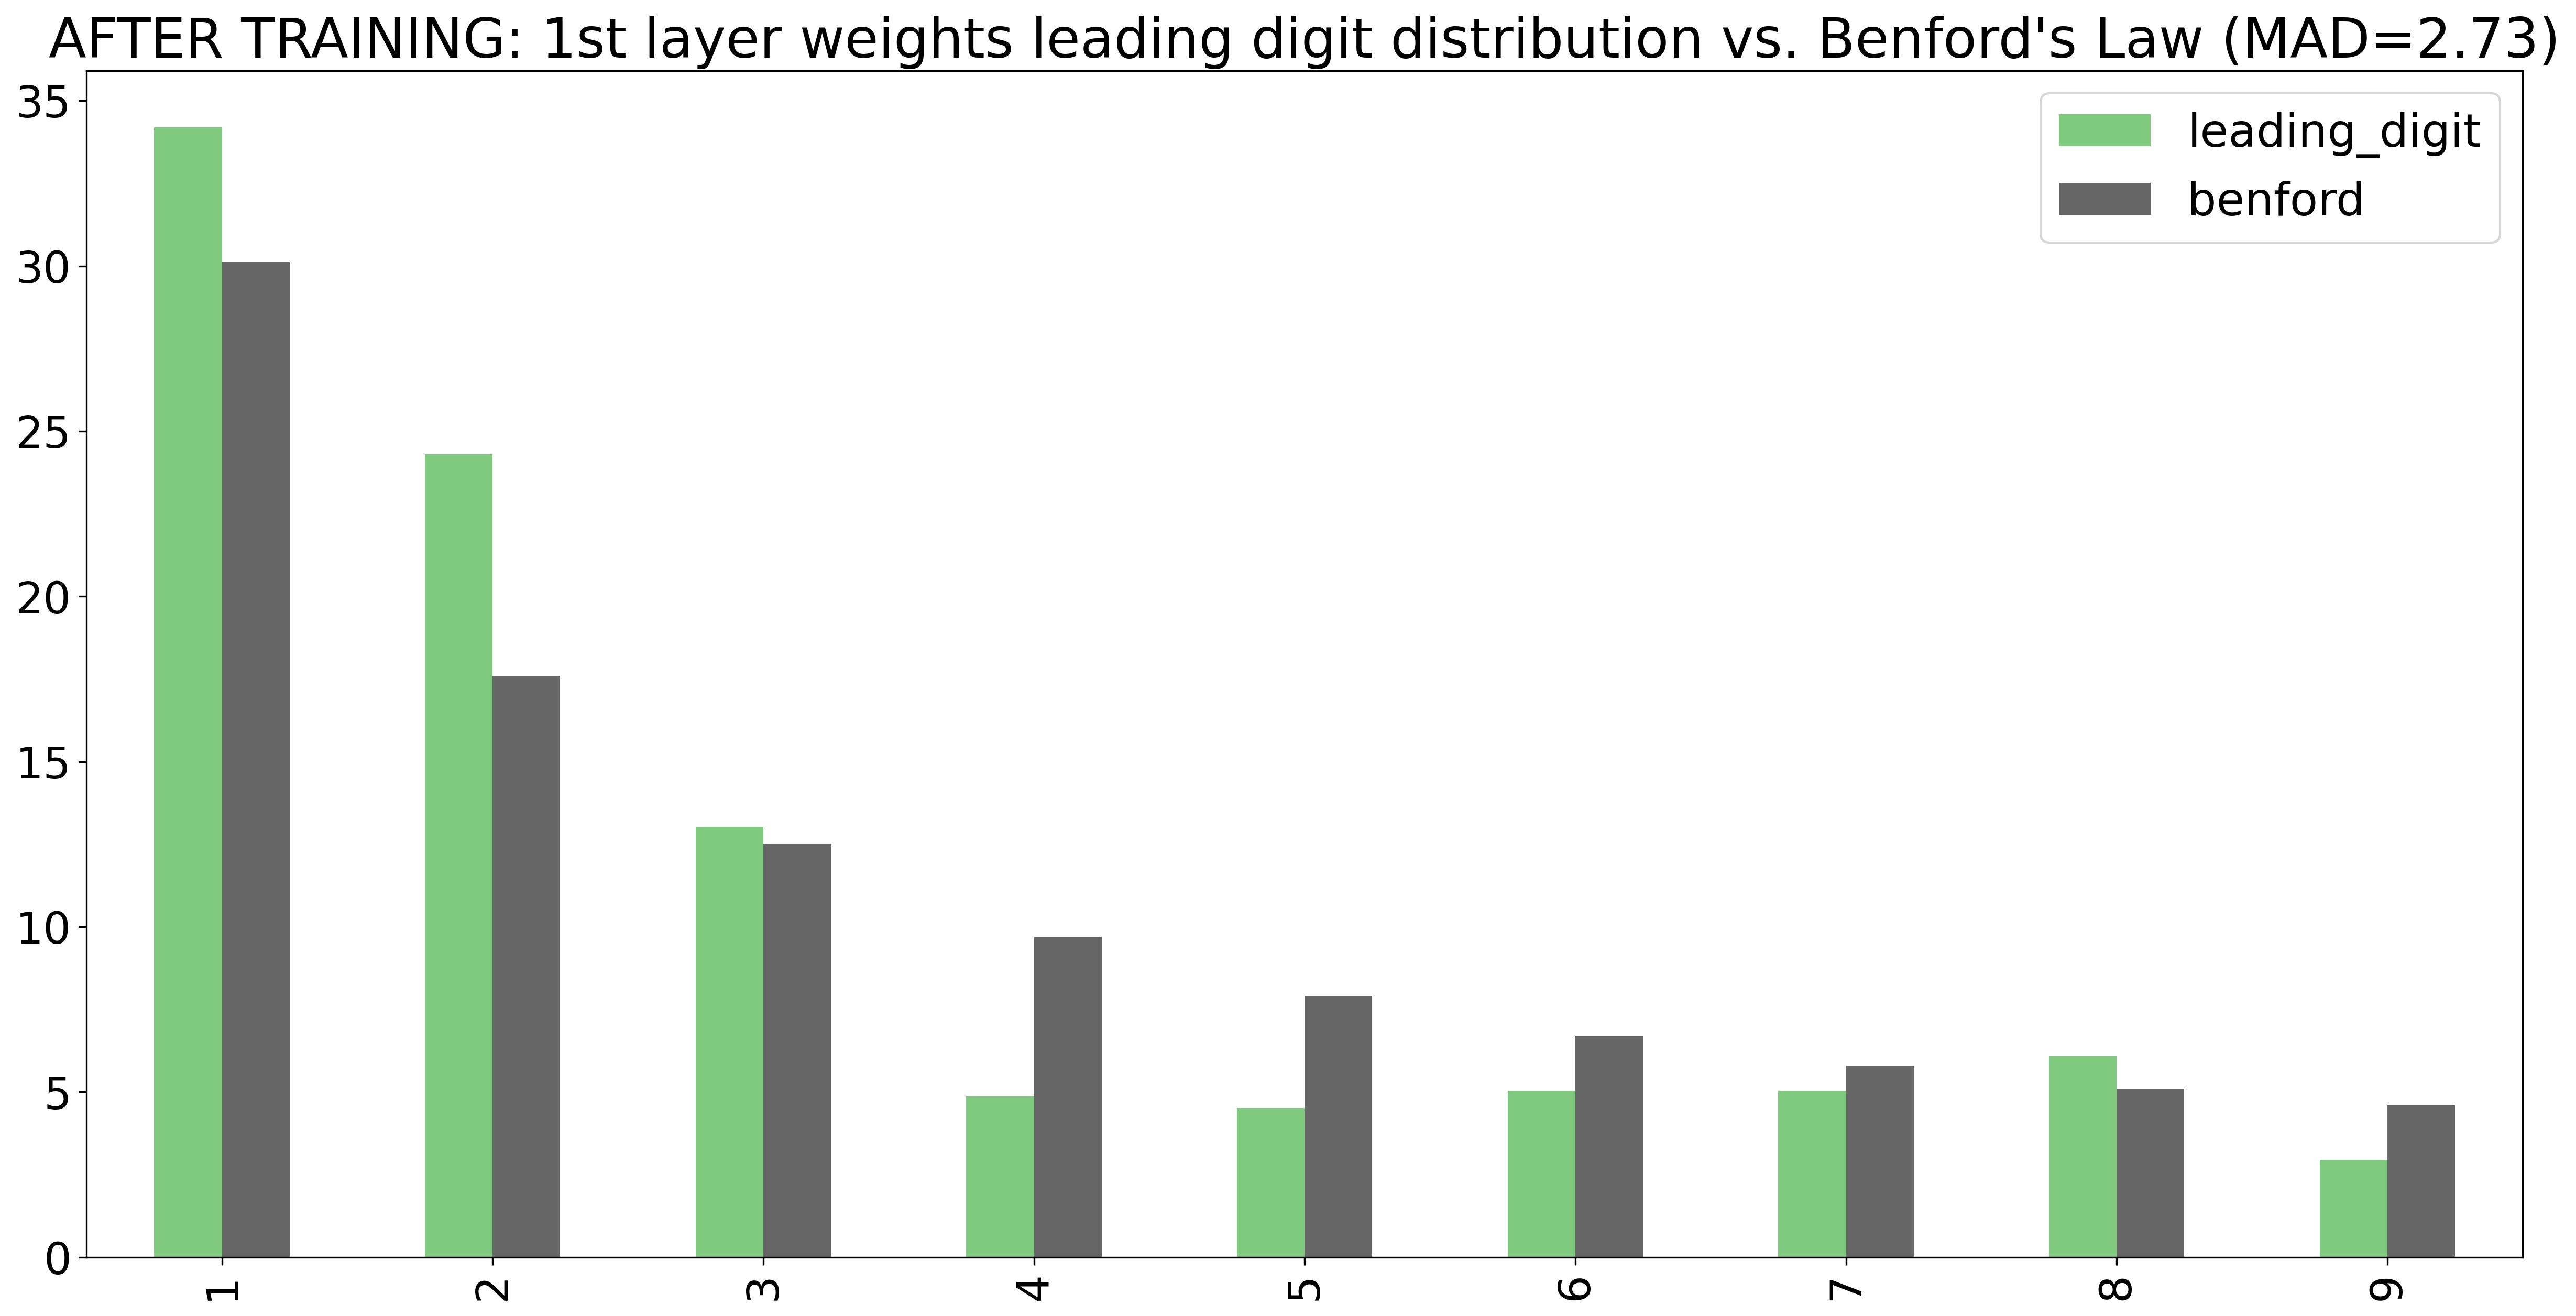 AFTER TRAINING: 1st layer weights leading digit distribution vs. Benford's Law (MAD=2.73)
leading_digit
benford
35
30
25
20
15
10
5
0
1 2 3 4 5 6 7 8 9